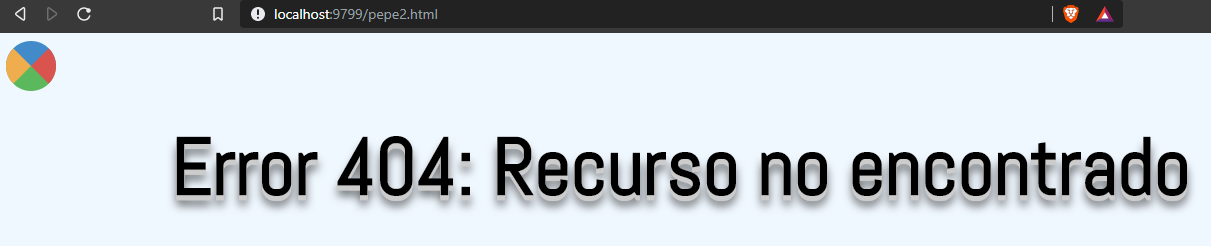 localhost:9799/pepe2.html
Error 404: Recurso no encontrado